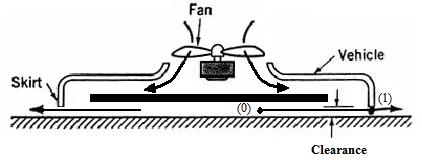 Fan
Vehicle
Skirt
(0)
(1)
Clearance